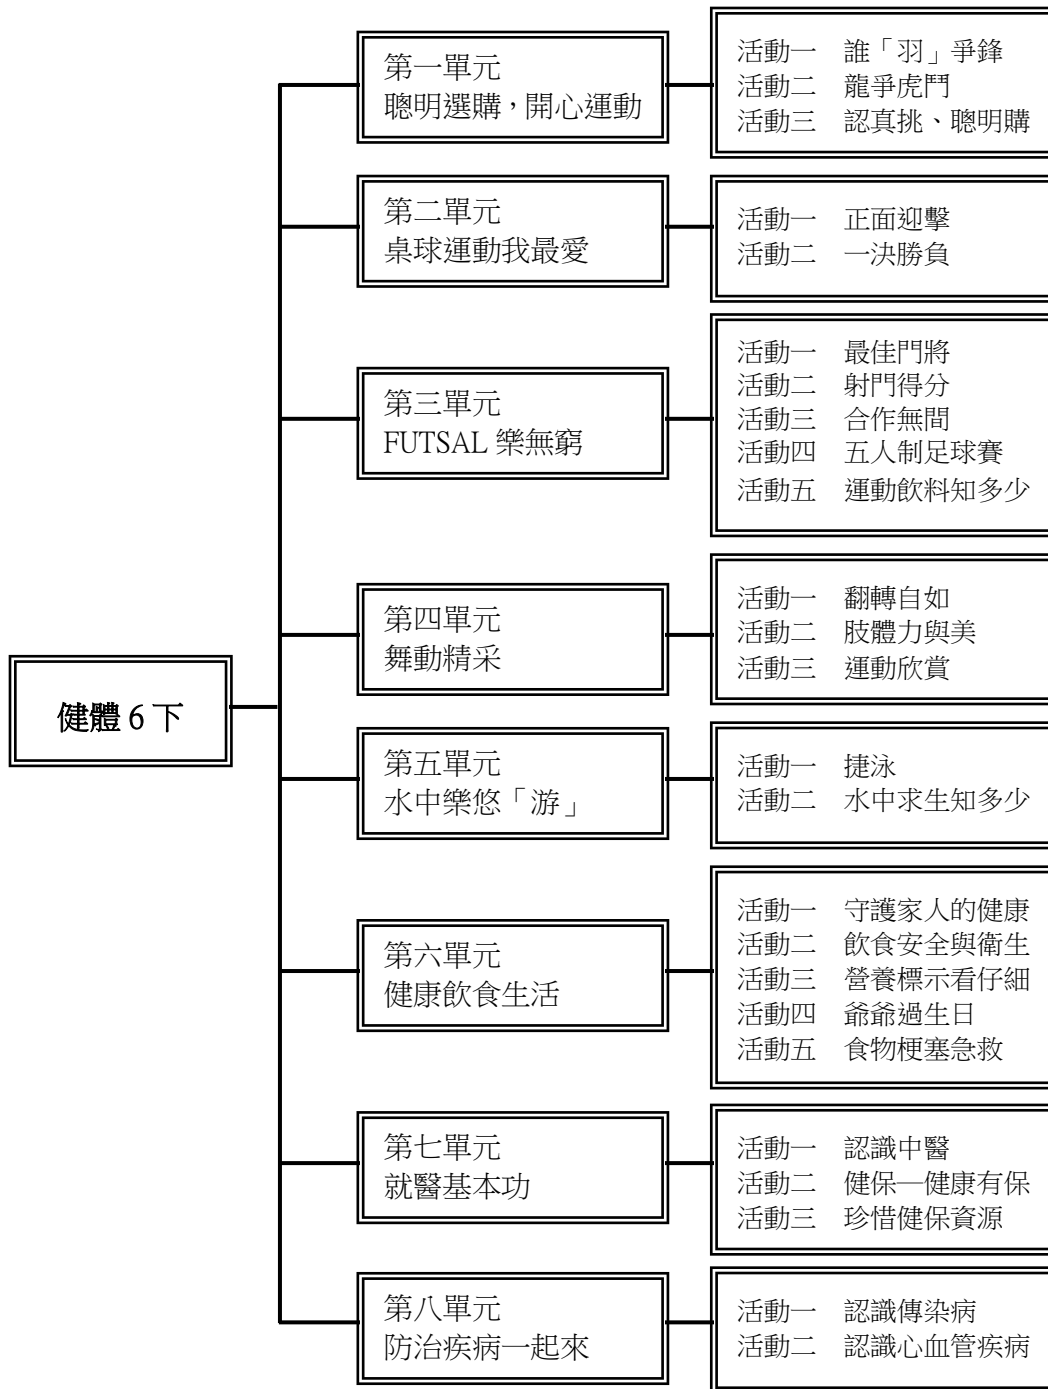 健體 6 下
第一單元
聰明選購，開心運動
活動一　誰「羽」爭鋒
活動二　龍爭虎鬥
活動三　認真挑、聰明購
第二單元
桌球運動我最愛
活動一　正面迎擊
活動二　一決勝負
第三單元
FUTSAL 樂無窮
活動一　最佳門將
活動二　射門得分
活動三　合作無間
活動四　五人制足球賽
活動五　運動飲料知多少
第四單元
舞動精采
活動一　翻轉自如
活動二　肢體力與美
活動三　運動欣賞
第五單元
水中樂悠「游」
活動一　捷泳
活動二　水中求生知多少
第六單元
健康飲食生活
活動一　守護家人的健康
活動二　飲食安全與衛生
活動三　營養標示看仔細
活動四　爺爺過生日
活動五　食物梗塞急救
第七單元
就醫基本功
活動一　認識中醫
活動二　健保─健康有保
活動三　珍惜健保資源
第八單元
防治疾病一起來
活動一　認識傳染病
活動二　認識心血管疾病